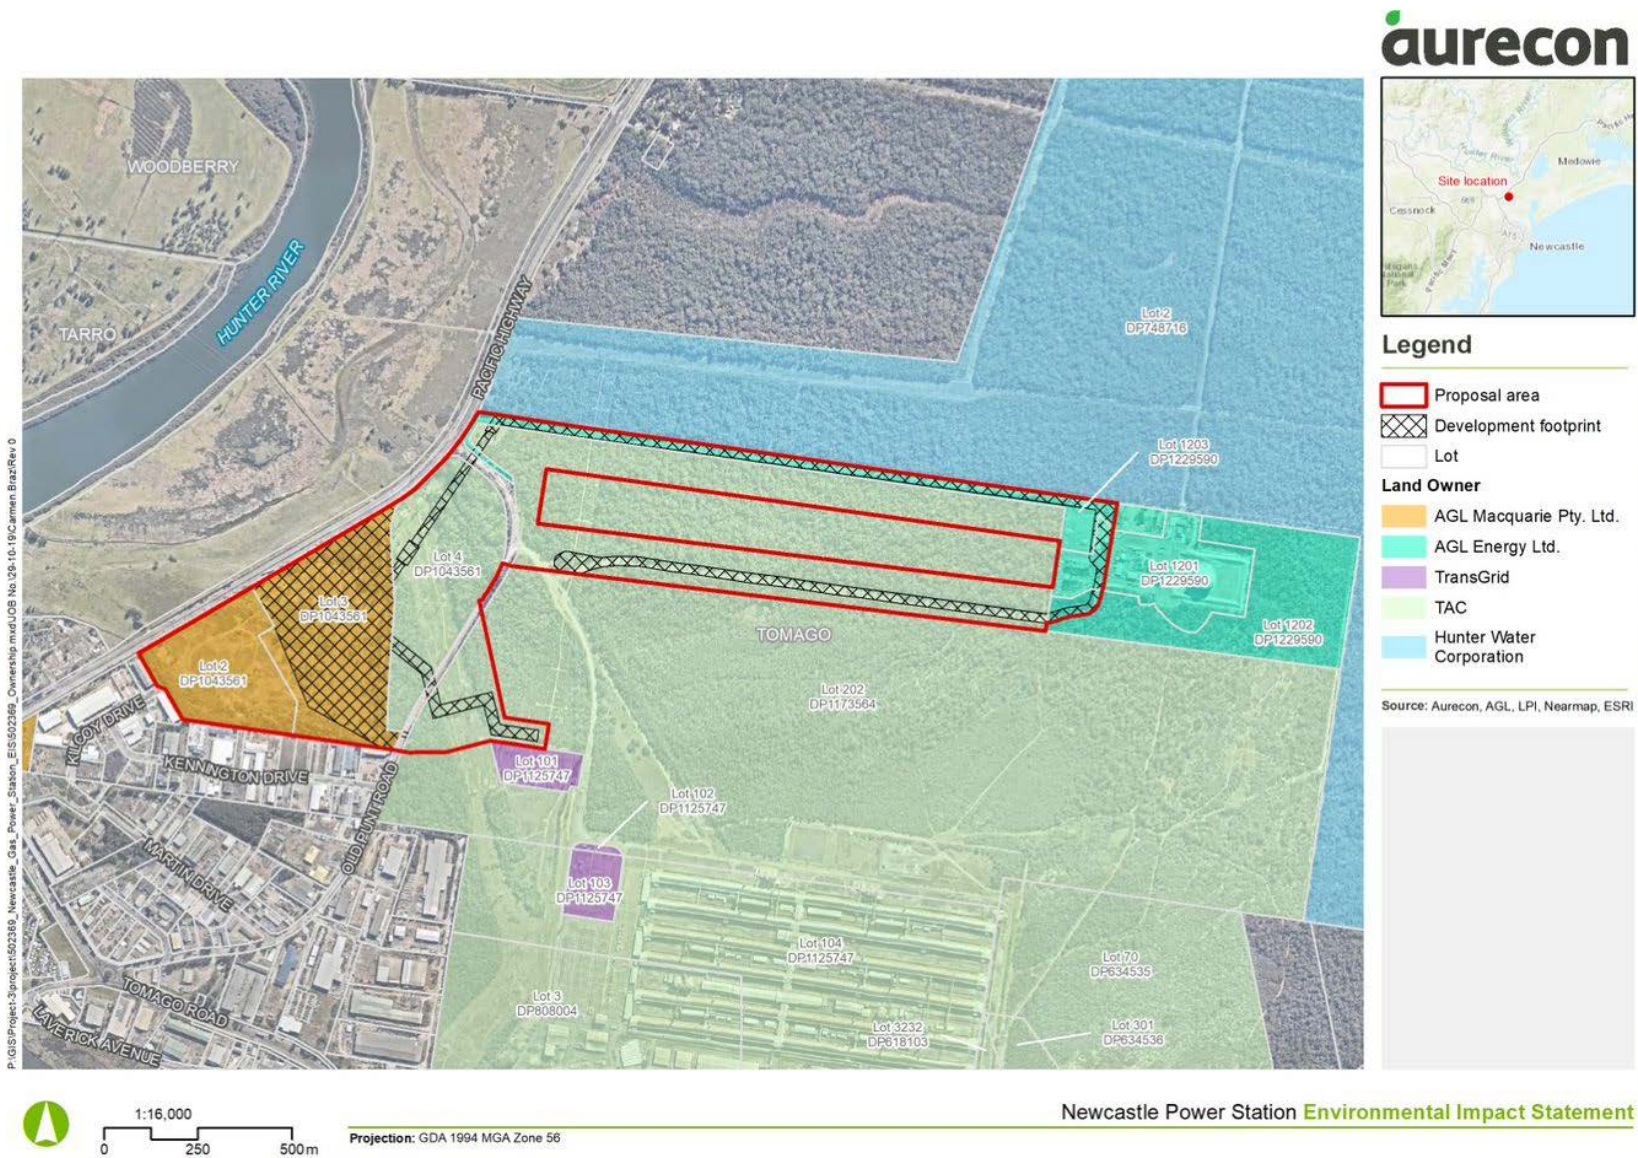 aurecon
WOODBERRY
HUNTER RIVER
TARRO
PACIFIC HIGHWAY
Lot 2
DP748716
Lot 1203
DP1229590
Lot 4
DP1043561
Lot 1201
DP1229590
Lot 3
DP1043561
Lot 1202
DP1229590
TOMAGO
Lot 2
DP1043561
Lot 202
DP1173564
KILCOY DRIVE
KENNINGTON DRIVE
OLD PUNT ROAD
Lot 101
DP1125747
Lot 102
DP1125747
MARTIN DRIVE
Lot 103
DP1125747
Lot 104
DP1125747
Lot 70
DP634535
TOMAGO ROAD
Lot 3
DP808004
LAVERICK AVENUE
Lot 3232
DP618103
Lot 301
DP634536
Hunter River
Medowie
Site location
Cessnock
Newcastle
Legend
Proposal area
Development footprint
Lot
Land Owner
AGL Macquarie Pty. Ltd.
AGL Energy Ltd.
TransGrid
TAC
Hunter Water
Corporation
Source: Aurecon, AGL, LPI, Nearmap, ESRI
1:16,000
0 250 500m
Projection: GDA 1994 MGA Zone 56
Newcastle Power Station Environmental Impact Statement